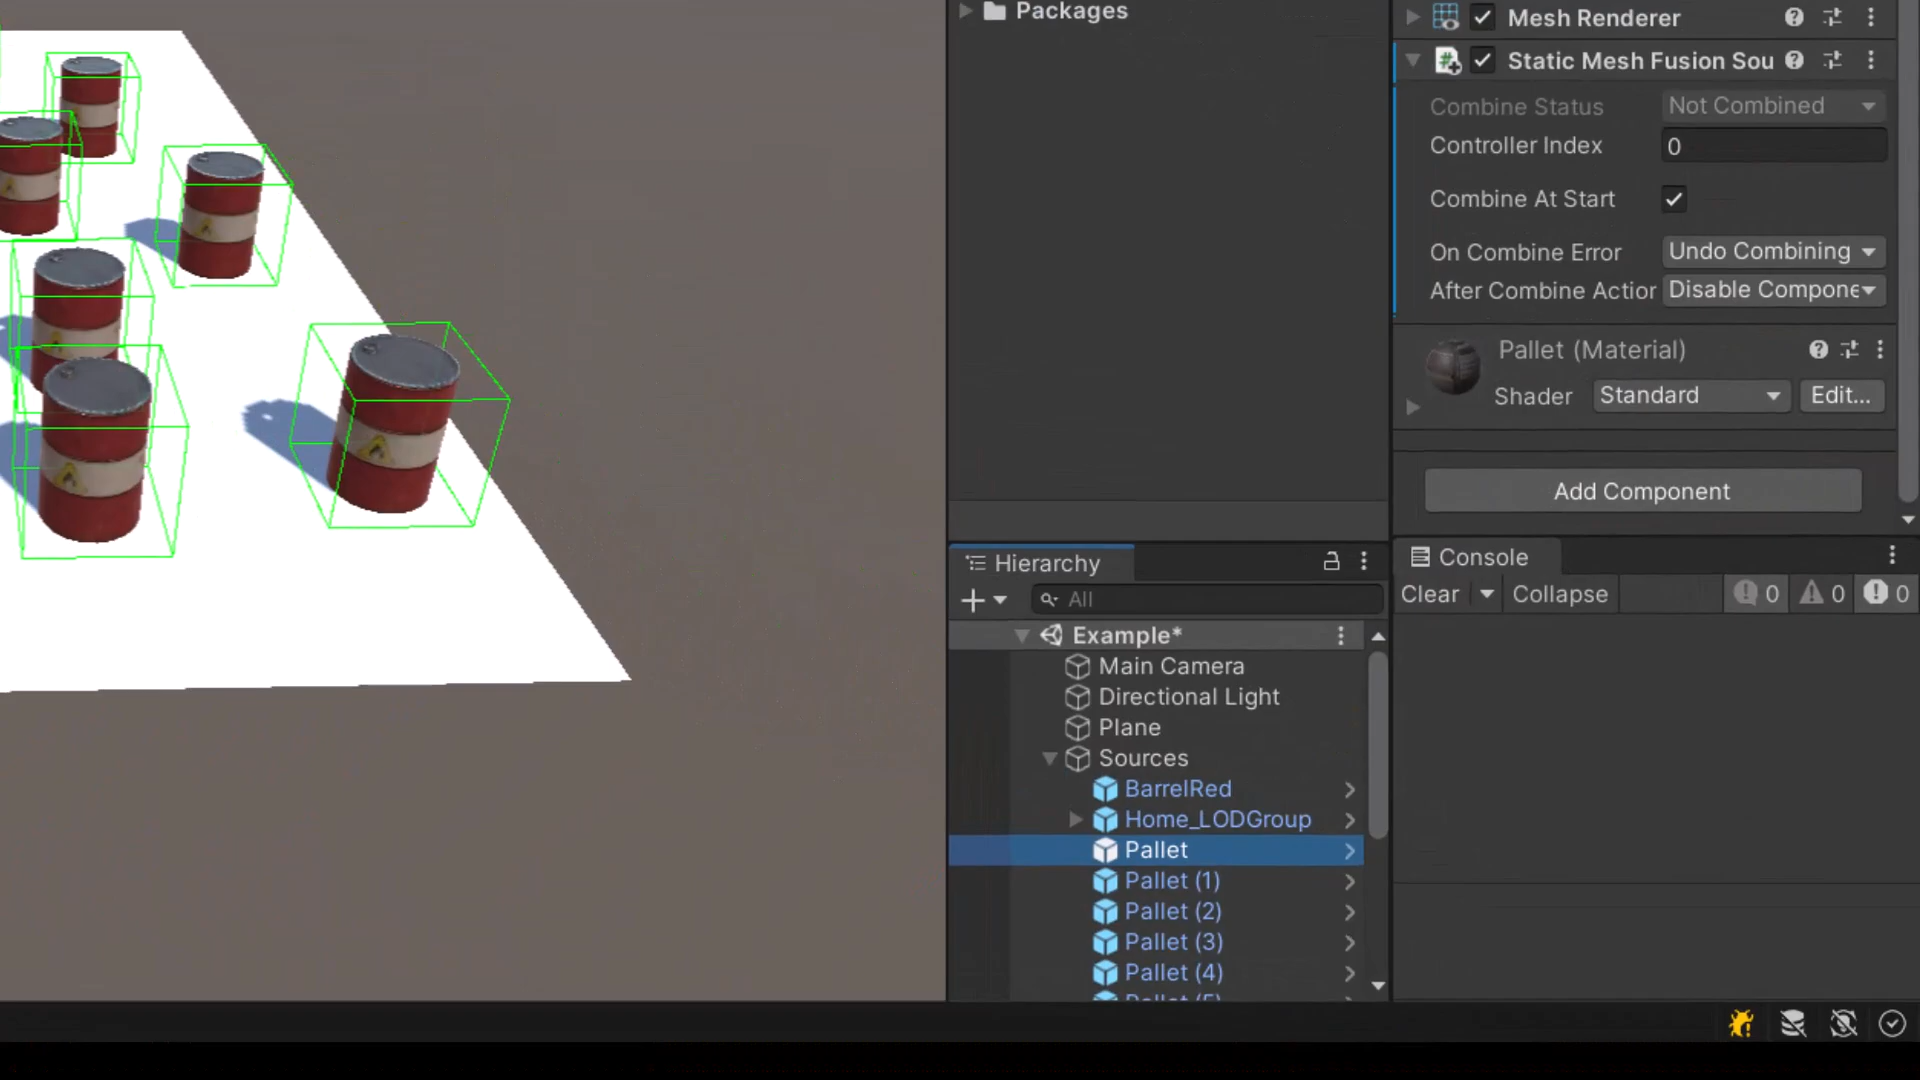 Packages
Mesh Renderer
Static Mesh Fusion Sou
Combine Status Not Combined
Controller Index 0
Combine At Start
On Combine Error Undo Combining
After Combine Action Disable Compone
Pallet (Material)
Shader Standard Edit...
Add Component
Hierarchy
All
Example*
Main Camera
Directional Light
Plane
Sources
BarrelRed
Home_LODGroup
Pallet
Pallet (1)
Pallet (2)
Pallet (3)
Pallet (4)
Pallet (5)
Console
Clear Collapse 0 0 0